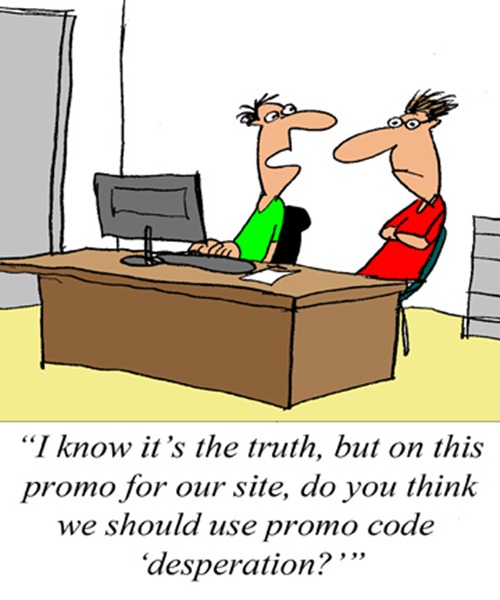 “I know it’s the truth, but on this
promo for our site, do you think
we should use promo code
‘desperation?’”